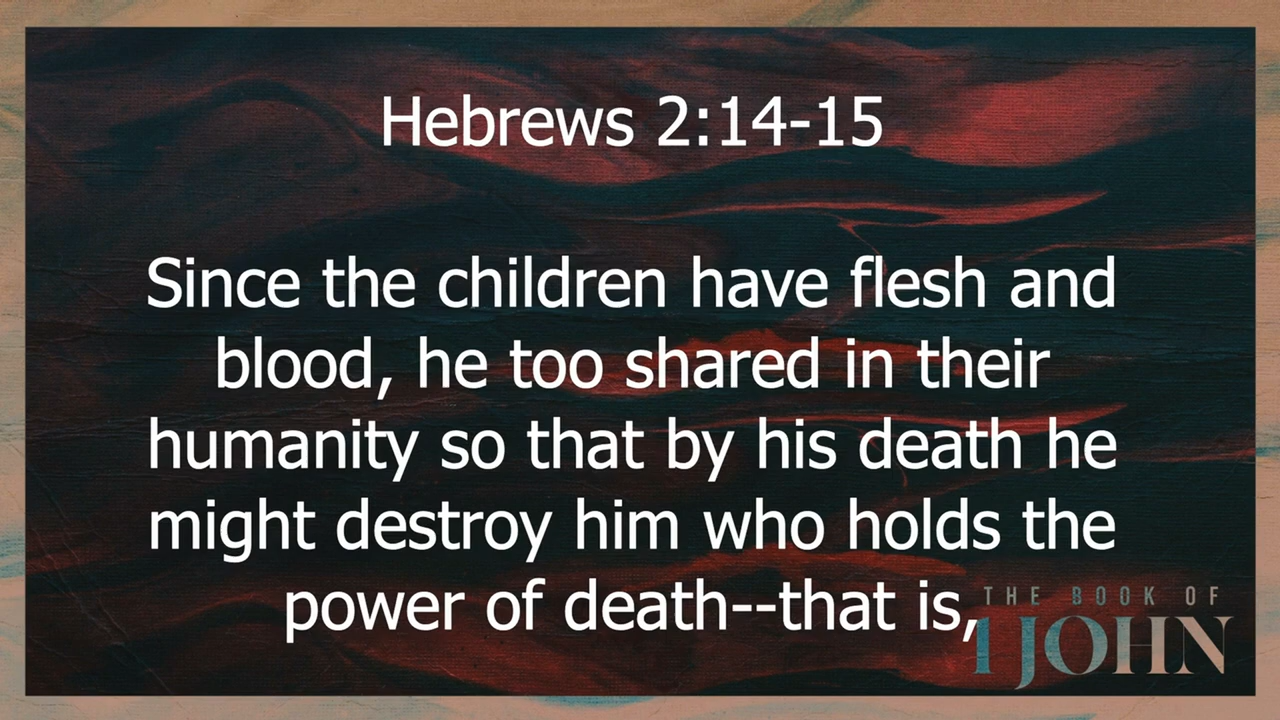 Hebrews 2:14-15
Since the children have flesh and
blood, he too shared in their
humanity so that by his death he
might destroy him who holds the
power of death--that is,
THE BOOK OF
1 JOHN